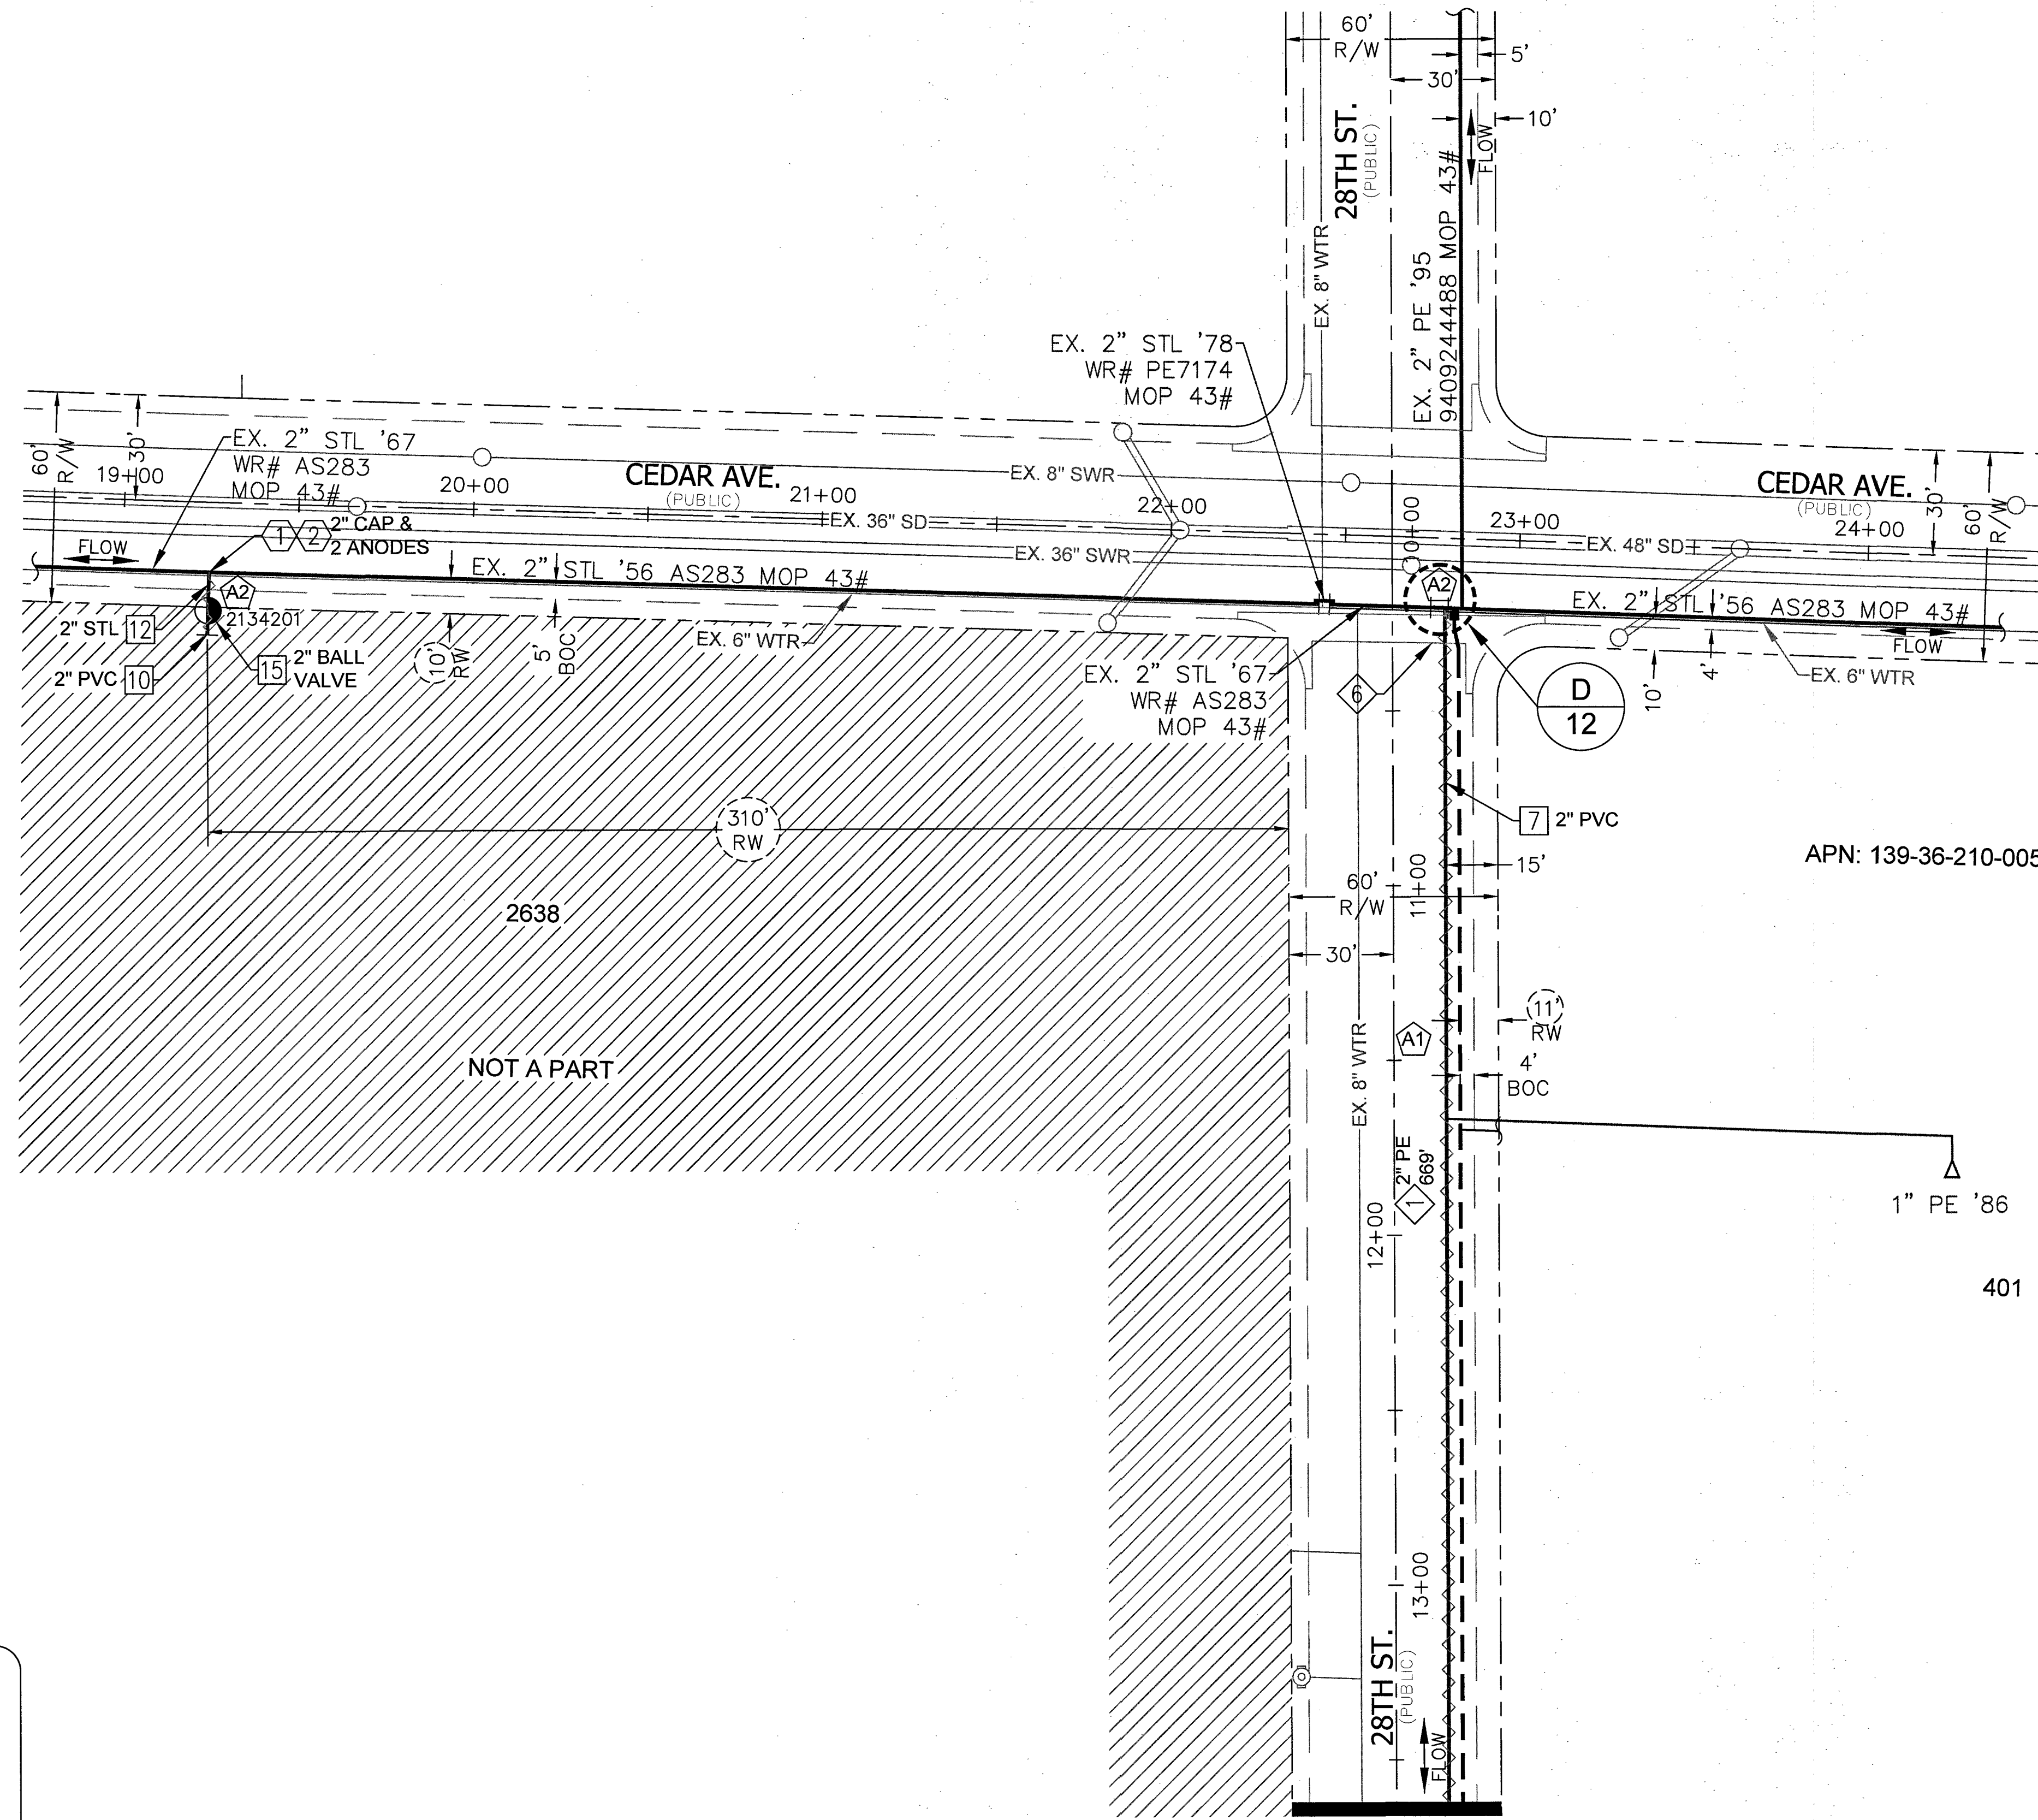 60'
R/W
5'
30'
10'
28TH ST.
(PUBLIC)
FLOW
EX. 8" WTR
EX. 2" PE '95
9409244488 MOP 43#
EX. 2" STL '78
WR# PE7174
MOP 43#
60'
R/W
30'
EX. 2" STL '67
WR# AS283
MOP 43#
19+00
20+00
CEDAR AVE.
(PUBLIC)
21+00
EX. 8" SWR
22+00
EX. 36" SD
EX. 36" SWR
23+00
CEDAR AVE.
(PUBLIC)
24+00
30'
60'
R/W
EX. 48" SD
FLOW
1
2
2" CAP &
2 ANODES
EX. 2" STL '56 AS283 MOP 43#
A2
EX. 2" STL '56 AS283 MOP 43#
FLOW
A2
2134201
2" STL
12
2" PVC
10
15
2" BALL
VALVE
10'
RW
5'
BOC
EX. 6" WTR
EX. 2" STL '67
WR# AS283
MOP 43#
6
D
12
10'
4'
EX. 6" WTR
310'
RW
7
2" PVC
15'
APN: 139-36-210-005
2638
60'
R/W
11+00
30'
11'
RW
A1
4'
BOC
NOT A PART
EX. 8" WTR
2" PE
669'
1
1" PE '86
12+00
401
13+00
28TH ST.
(PUBLIC)
FLOW